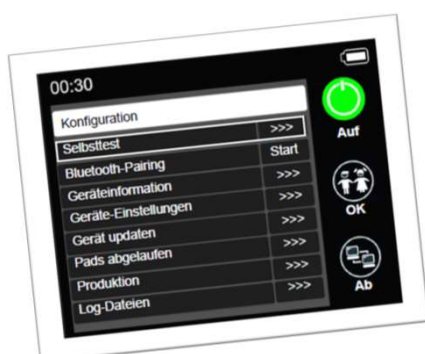 00:30
Konfiguration
Selbsttest >>>
Bluetooth-Pairing Start
Geräteinformation >>>
Geräte-Einstellungen >>>
Gerät updaten >>>
Pads abgelaufen >>>
Produktion >>>
Log-Dateien >>>
Auf
OK
Ab